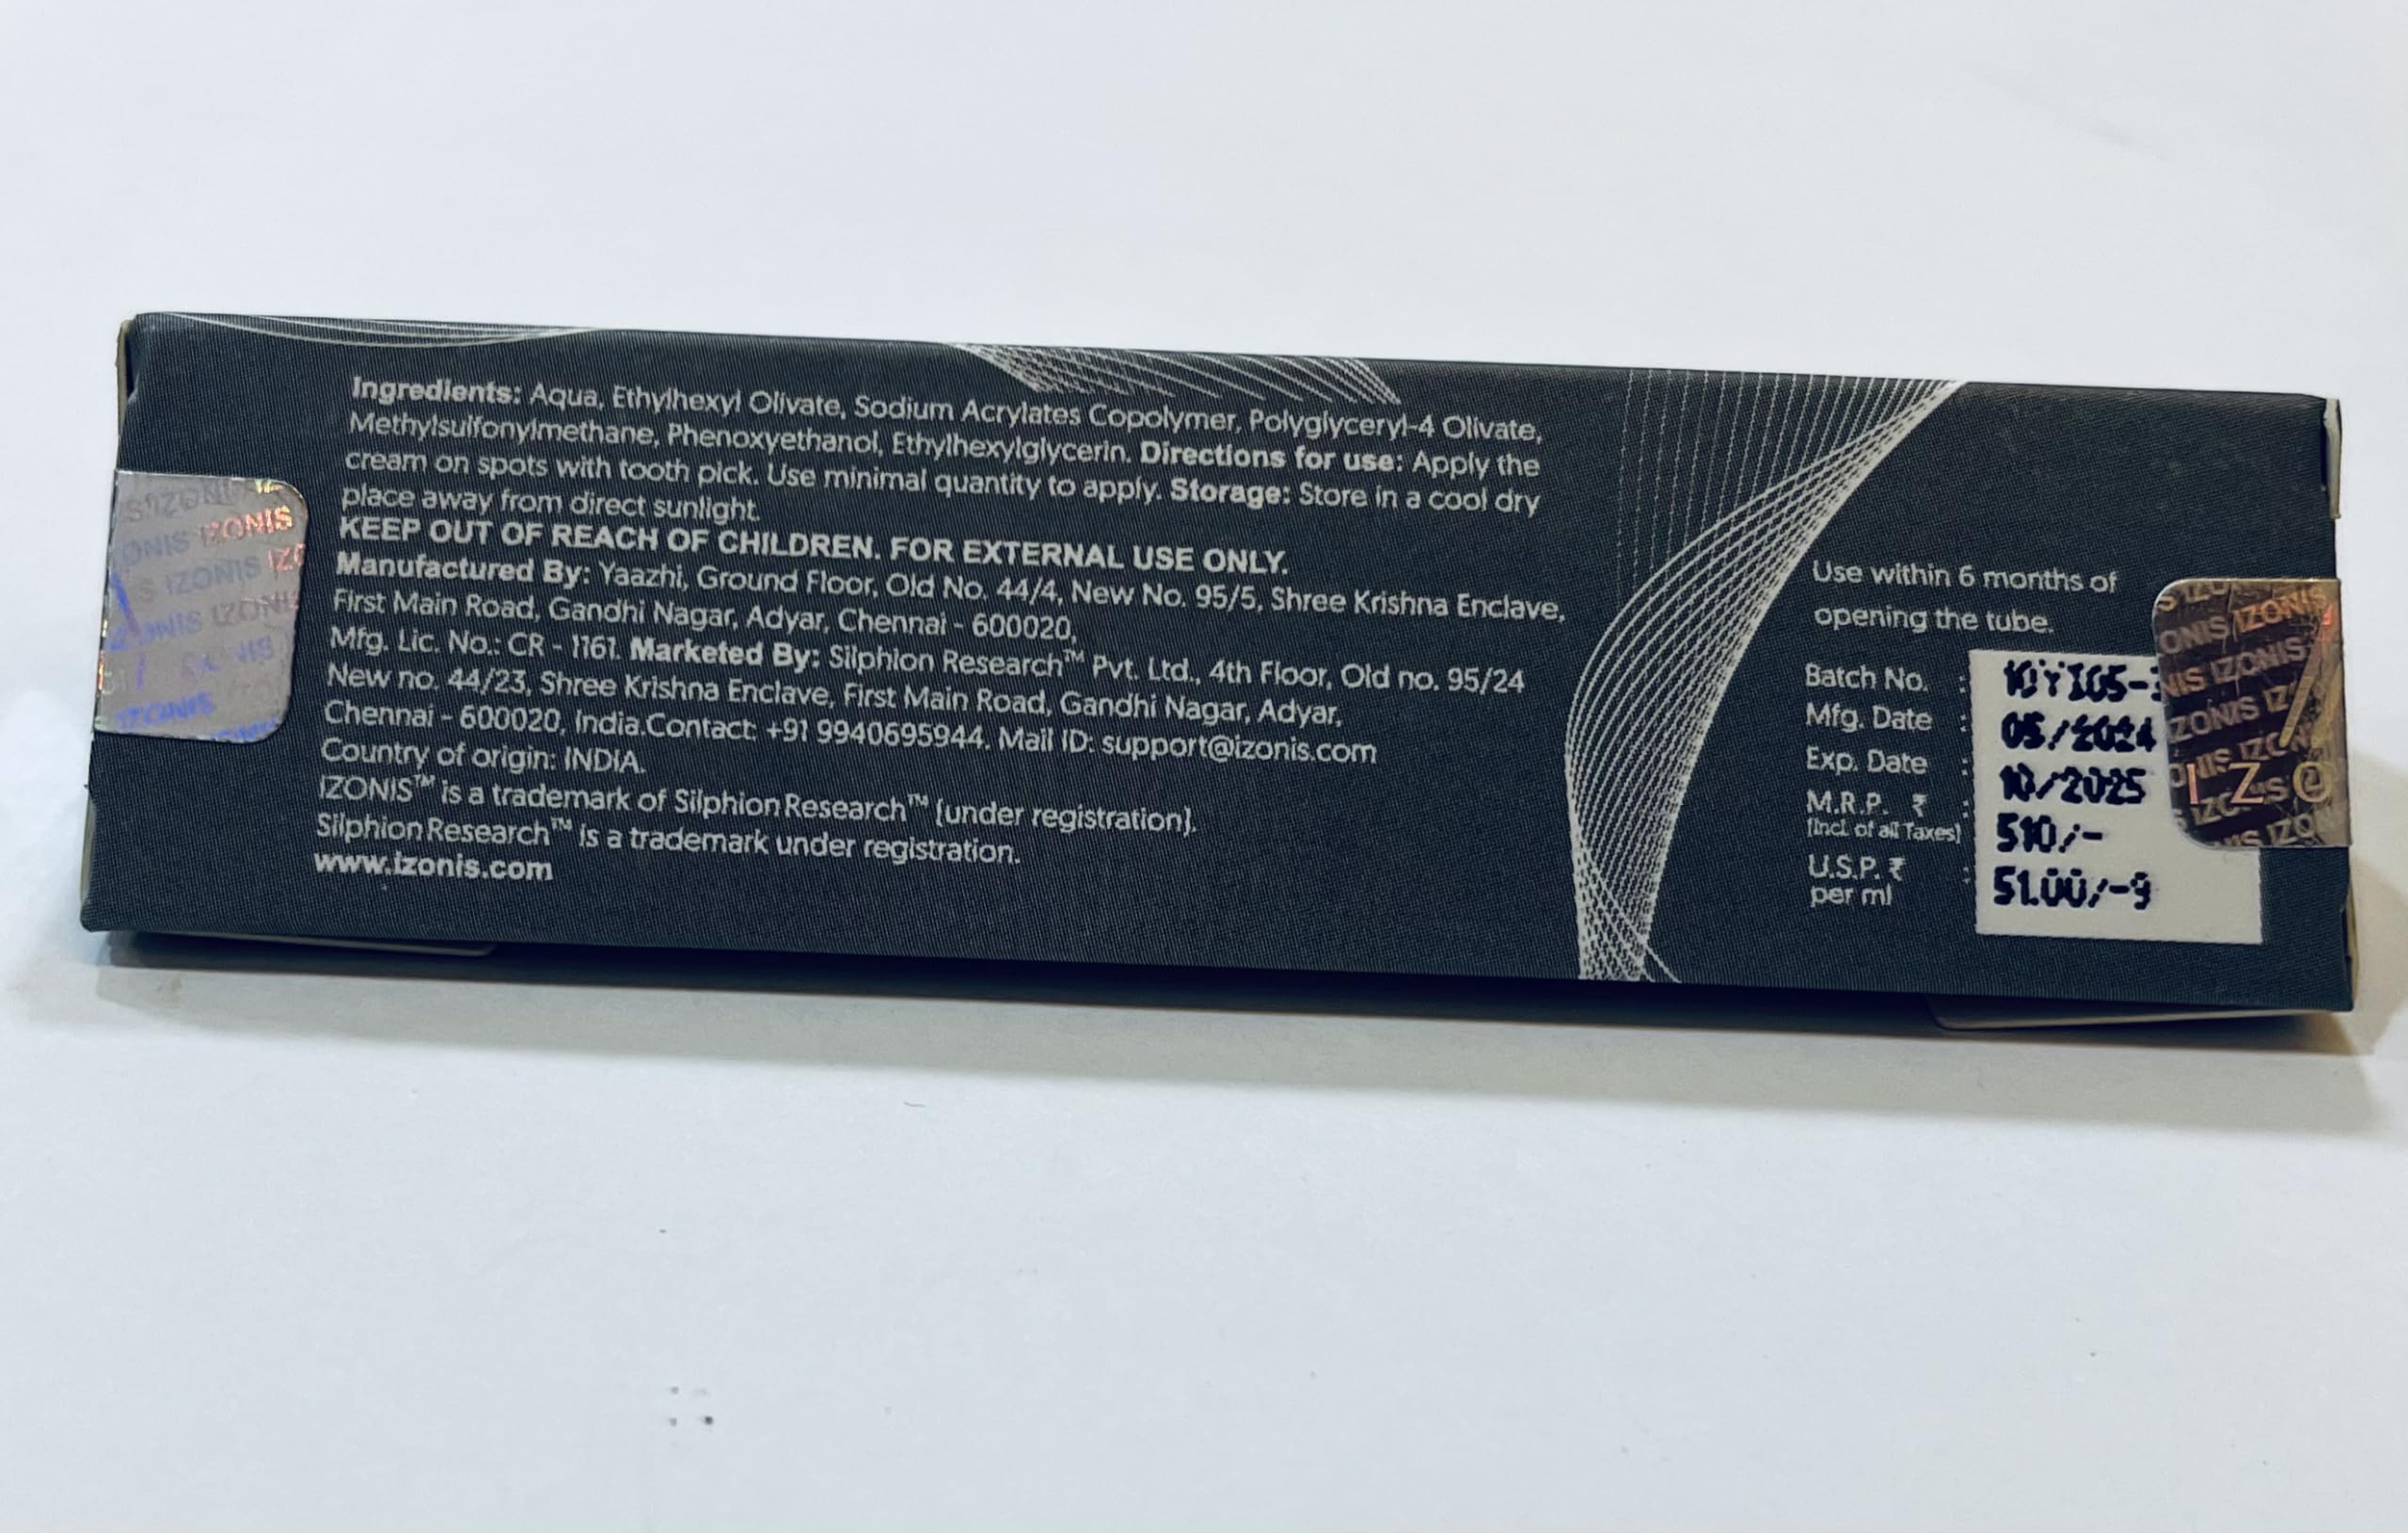 Ingredients: Aqua, Ethylhexyl Olivate, Sodium Acrylates Copolymer, Polyglyceryl-4 Olivate,
Methylsulfonylmethane, Phenoxyethanol, Ethylhexylglycerin. Directions for use: Apply the
cream on spots with tooth pick. Use minimal quantity to apply. Storage: Store in a cool dry
place away from direct sunlight.
KEEP OUT OF REACH OF CHILDREN. FOR EXTERNAL USE ONLY.
Manufactured By: Yaazhi, Ground Floor, Old No. 44/4, New No. 95/5, Shree Krishna Enclave,
First Main Road, Gandhi Nagar, Adyar, Chennai - 600020,
Mfg. Lic. No.: CR - 1161. Marketed By: Silphion Research™ Pvt. Ltd., 4th Floor, Old no. 95/24
New no. 44/23, Shree Krishna Enclave, First Main Road, Gandhi Nagar, Adyar,
Chennai - 600020, India.Contact: +91 9940695944. Mail ID: support@izonis.com
Country of origin: INDIA.
IZONIS™ is a trademark of Silphion Research™ (under registration).
Silphion Research™ is a trademark under registration.
www.izonis.com
Use within 6 months of
opening the tube.
Batch No. :
Mfg. Date : 05/2024
Exp. Date : 10/2025
M.R.P. ₹ : 510/-
(Incl. of all Taxes)
U.S.P. ₹ : 51.00/-9
per ml
IZONIS
IZONIS
IZONIS
IZONIS